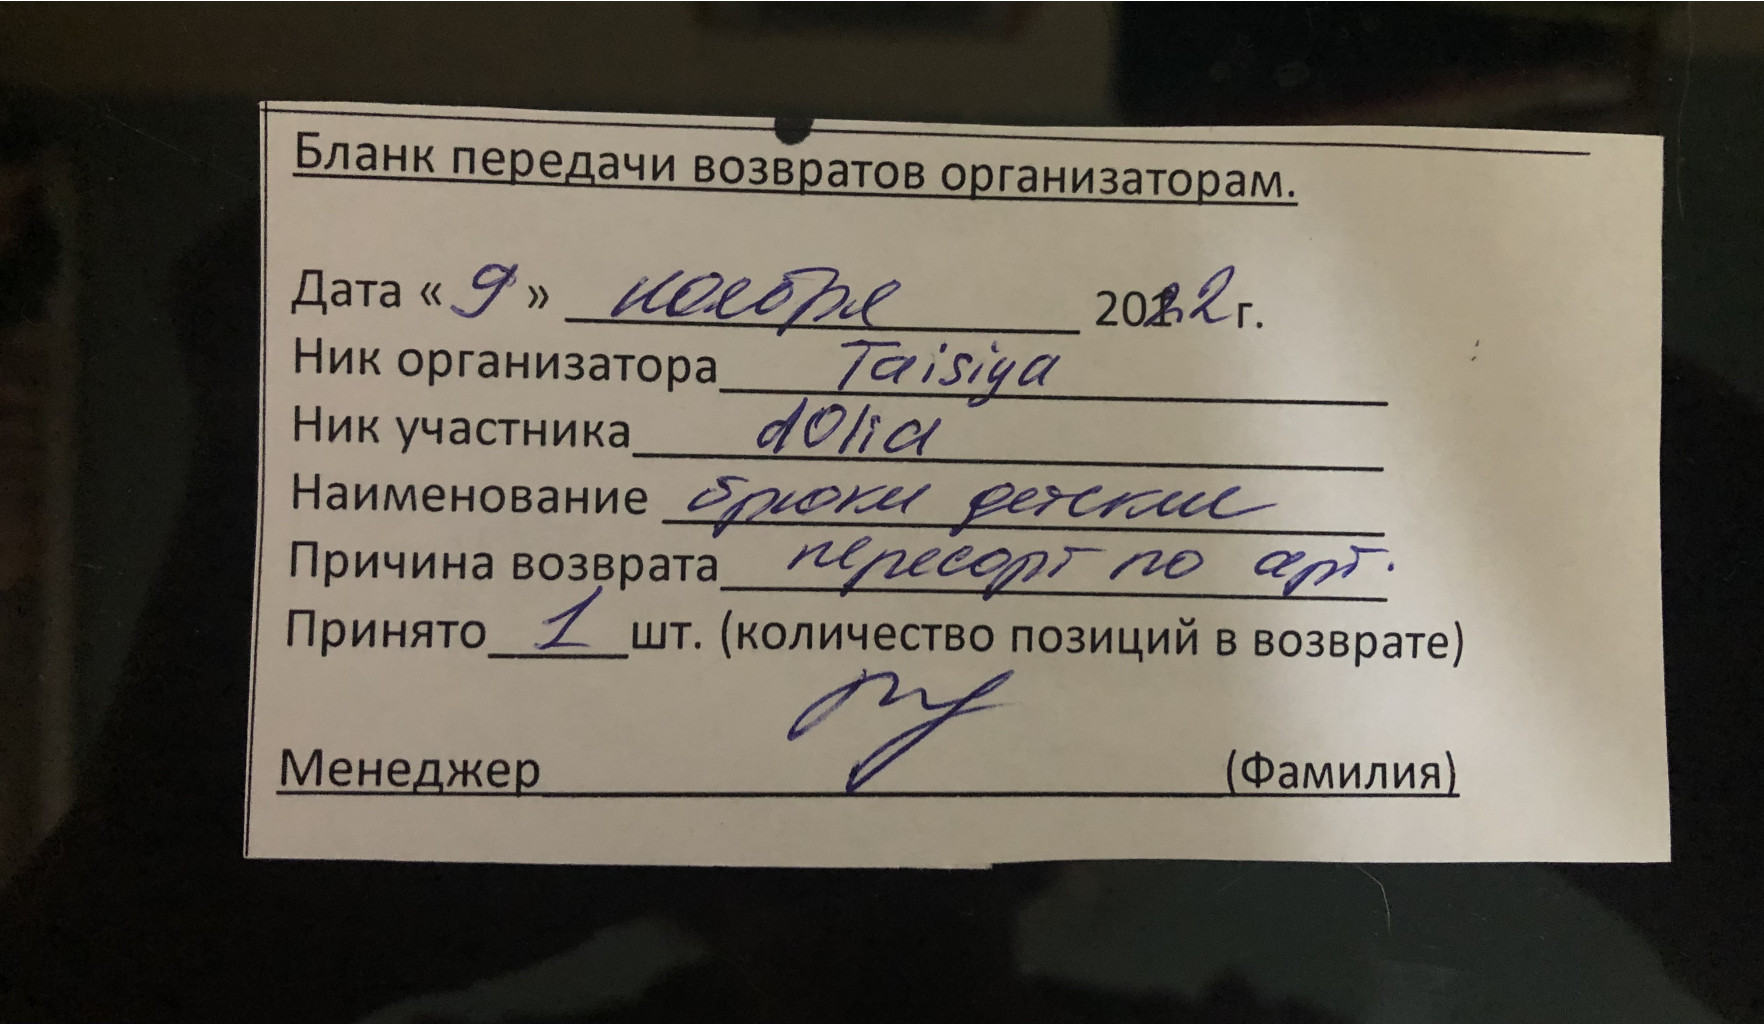 Бланк передачи возвратов организаторам.
Дата « 9 » ноября 2022 г.
Ник организатора Taisiya
Ник участника dOlia
Наименование брюки детские
Причина возврата пересорт по арт.
Принято 1 шт. (количество позиций в возврате)
Менеджер (Фамилия)